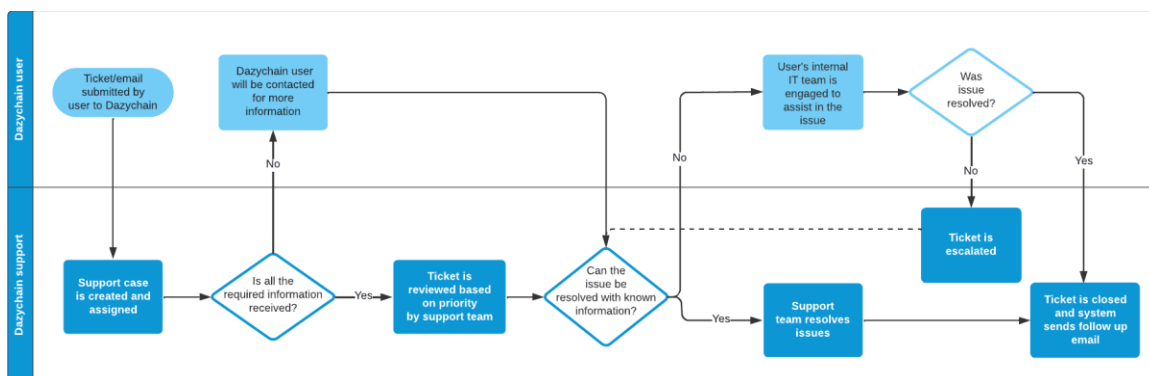 Dazychain user
Ticket/email
submitted by
user to Dazychain
Dazychain user
will be contacted
for more
information
User's internal
IT team is
engaged to
assist in the
issue
Was
issue
resolved?
No
No
Yes
No
Dazychain support
Support case
is created and
assigned
Is all the
required information
received?
Yes
Ticket is
reviewed based
on priority
by support team
Can the
issue be
resolved with known
information?
Yes
Support
team resolves
issues
Ticket is
escalated
Ticket is closed
and system
sends follow up
email